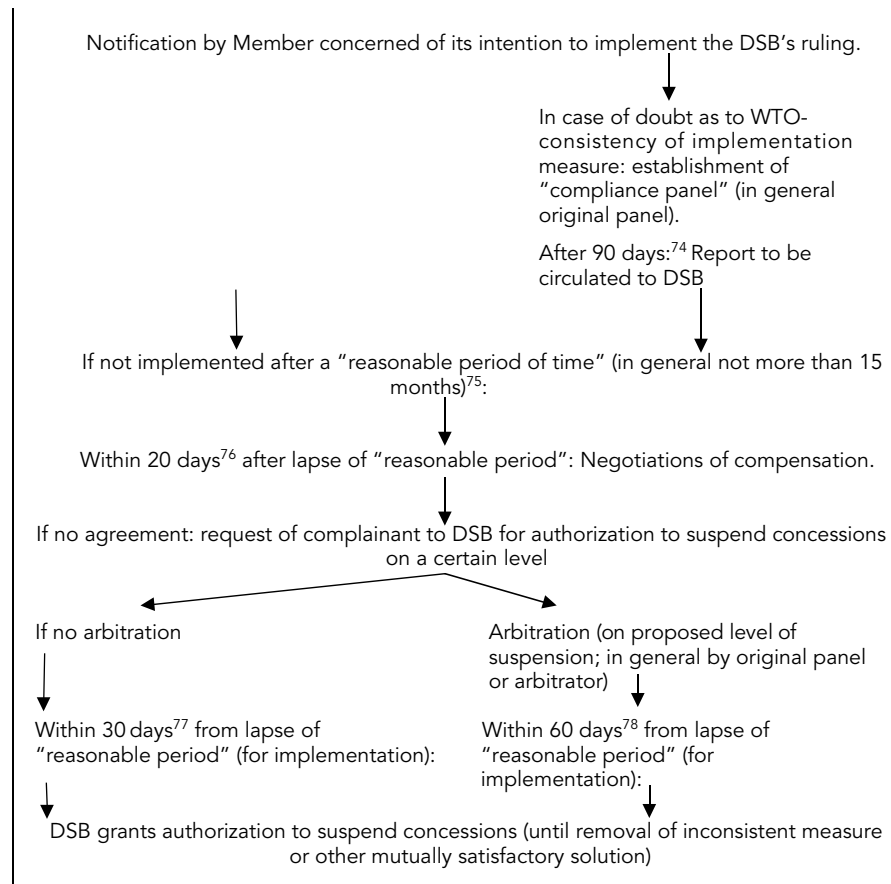 Notification by Member concerned of its intention to implement the DSB’s ruling.
In case of doubt as to WTO-
consistency of implementation
measure: establishment of
“compliance panel” (in general
original panel).
After 90 days:74 Report to be
circulated to DSB
If not implemented after a “reasonable period of time” (in general not more than 15
months)75:
Within 20 days76 after lapse of “reasonable period”: Negotiations of compensation.
If no agreement: request of complainant to DSB for authorization to suspend concessions
on a certain level
If no arbitration
Arbitration (on proposed level of
suspension; in general by original panel
or arbitrator)
Within 30 days77 from lapse of
“reasonable period” (for implementation):
Within 60 days78 from lapse of
“reasonable period” (for
implementation):
DSB grants authorization to suspend concessions (until removal of inconsistent measure
or other mutually satisfactory solution)